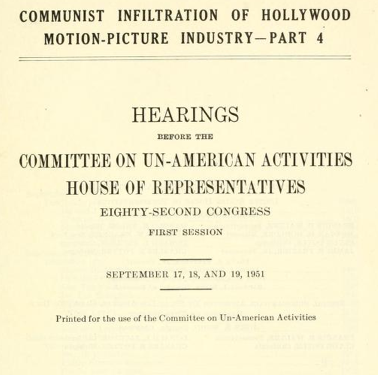 COMMUNIST INFILTRATION OF HOLLYWOOD
MOTION-PICTURE INDUSTRY—PART 4
HEARINGS
BEFORE THE
COMMITTEE ON UN-AMERICAN ACTIVITIES
HOUSE OF REPRESENTATIVES
EIGHTY-SECOND CONGRESS
FIRST SESSION
SEPTEMBER 17, 18, AND 19, 1951
Printed for the use of the Committee on Un-American Activities